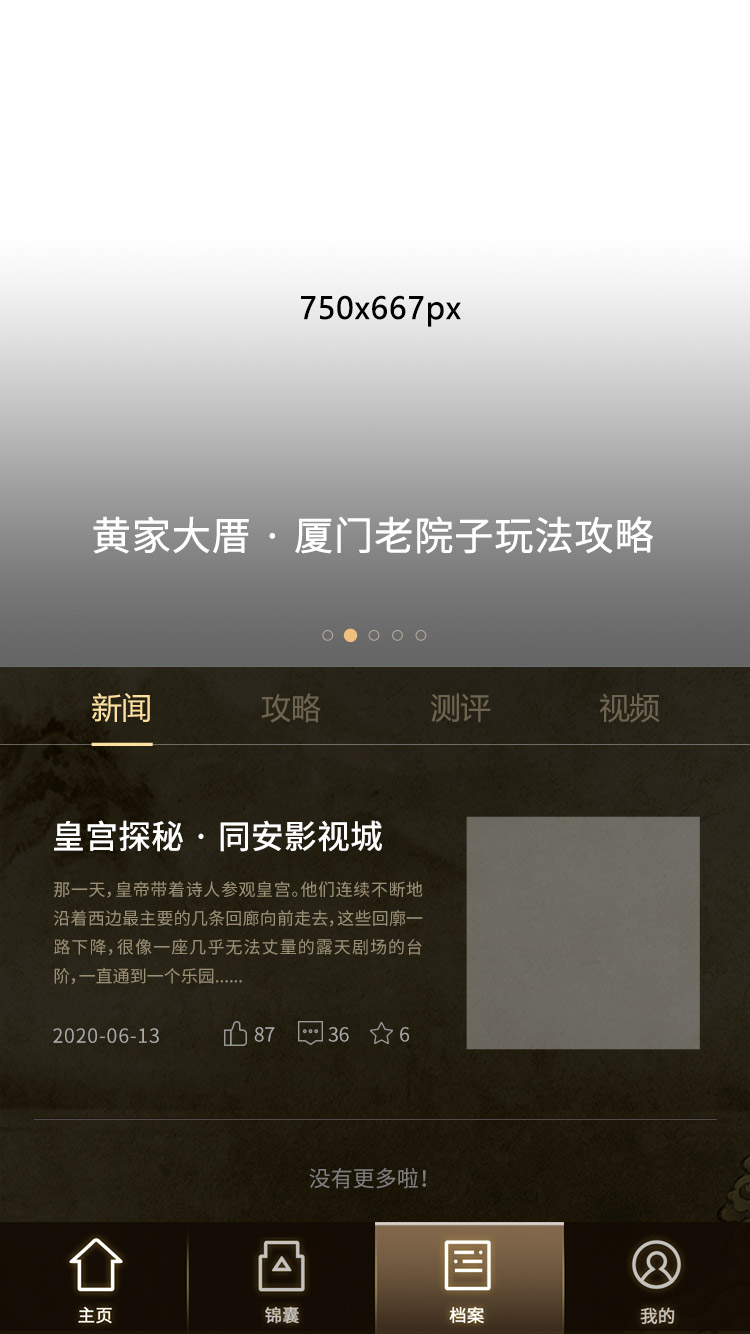 750x667px
黄家大厝 · 厦门老院子玩法攻略
新闻 攻略 测评 视频
皇宫探秘 · 同安影视城
那一天，皇帝带着诗人参观皇宫。他们连续不断地
沿着西边最主要的几条回廊向前走去，这些回廓一
路下降，很像一座几乎无法丈量的露天剧场的台
阶，一直通到一个乐园......
2020-06-13 87 36 6
没有更多啦！
主页 锦囊 档案 我的